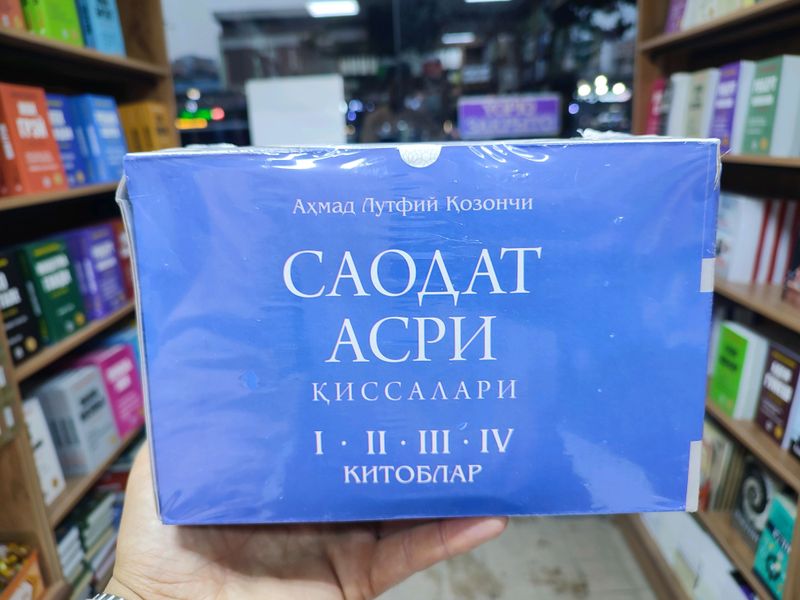 Аҳмад Лутфий Қозончи
САОДАТ
АСРИ
ҚИССАЛАРИ
I · II · III · IV
КИТОБЛАР